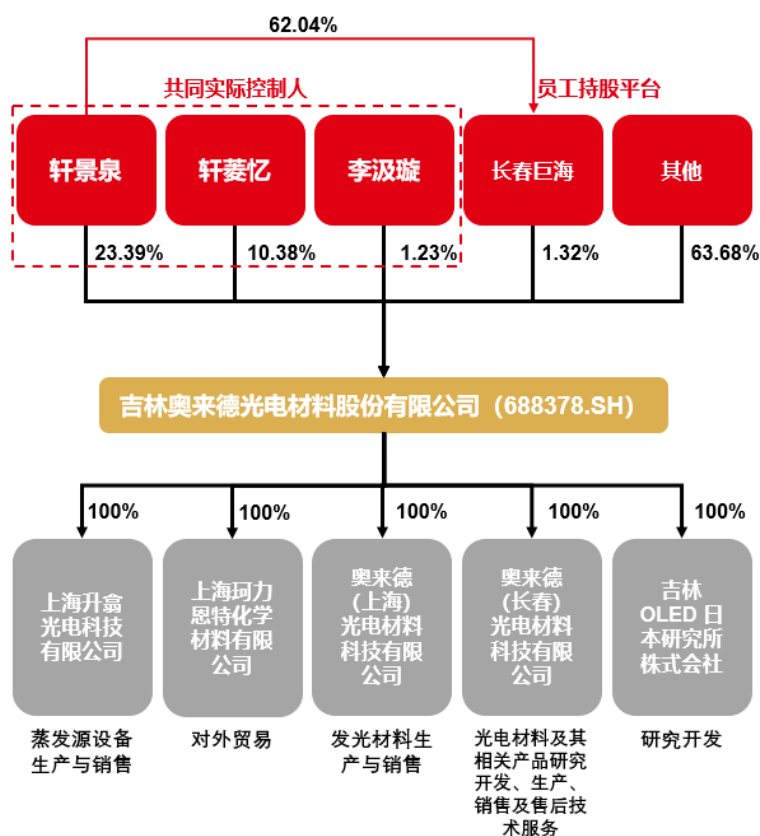 62.04%
共同实际控制人
员工持股平台
轩景泉
轩菱忆
李汲璇
长春巨海
其他
23.39%
10.38%
1.23%
1.32%
63.68%
吉林奥来德光电材料股份有限公司（688378.SH）
100%
100%
100%
100%
100%
上海升翕
光电科技
有限公司
上海珂力
恩特化学
材料有限
公司
奥来德
(上海)
光电材料
科技有限
公司
奥来德
(长春)
光电材料
科技有限
公司
吉林
OLED 日
本研究所
株式会社
蒸发源设备
生产与销售
对外贸易
发光材料生
产与销售
光电材料及其
相关产品研究
开发、生产、
销售及售后技
术服务
研究开发